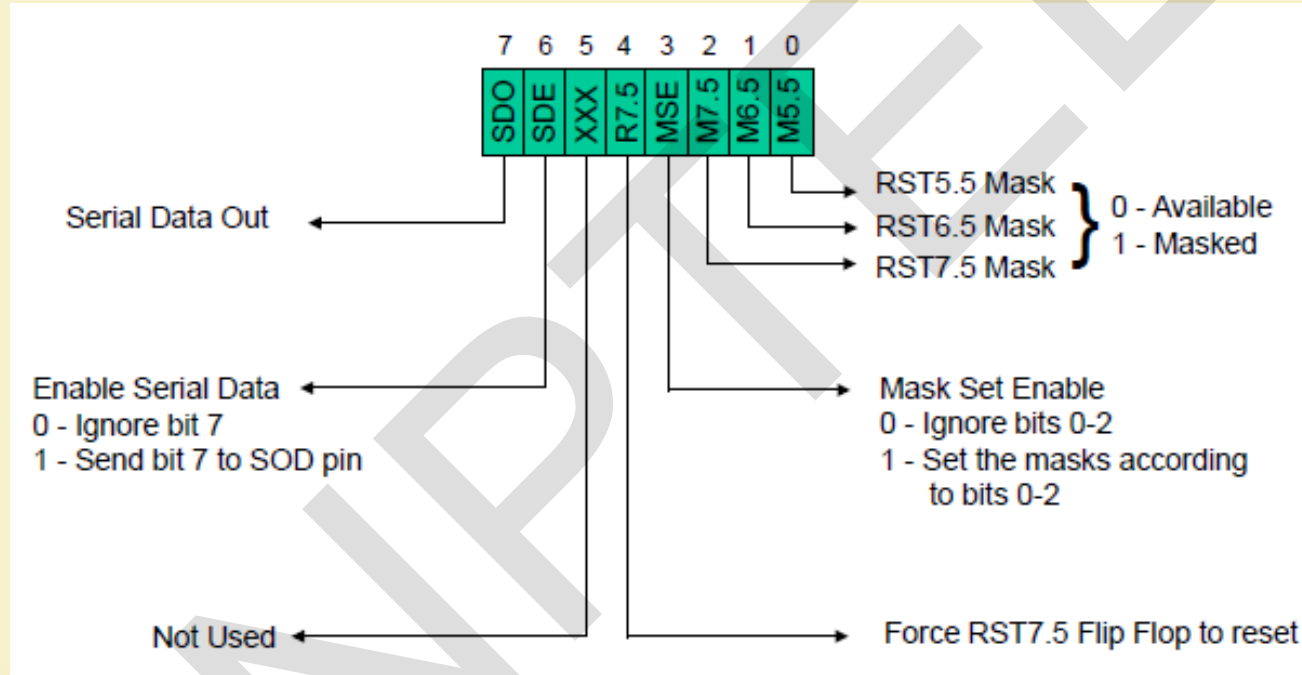 7 6 5 4 3 2 1 0
SDO SDE XXX R7.5 MSE M7.5 M6.5 M5.5
RST5.5 Mask
RST6.5 Mask
RST7.5 Mask
}
0 - Available
1 - Masked
Serial Data Out
Enable Serial Data
0 - Ignore bit 7
1 - Send bit 7 to SOD pin
Mask Set Enable
0 - Ignore bits 0-2
1 - Set the masks according
to bits 0-2
Not Used
Force RST7.5 Flip Flop to reset
NPTEL